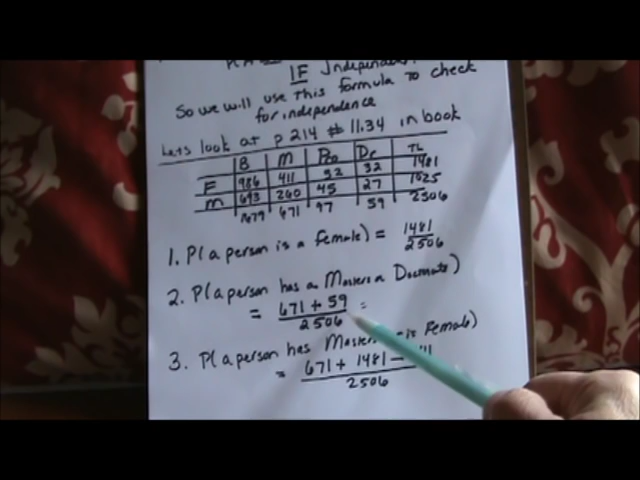 IF Independent
So we will use this formula to check
for independence
Lets look at p 214 # 11.34 in book
B M Pro Dr TL
F 986 411 52 32 1481
M 693 260 45 27 1025
1679 671 97 59 2506
1. P(a person is a female) = 1481/2506
2. P(a person has a Masters or Doctorate)
= 671 + 59 / 2506 =
3. P(a person has Masters is Female)
= 671 + 1481 - / 2506